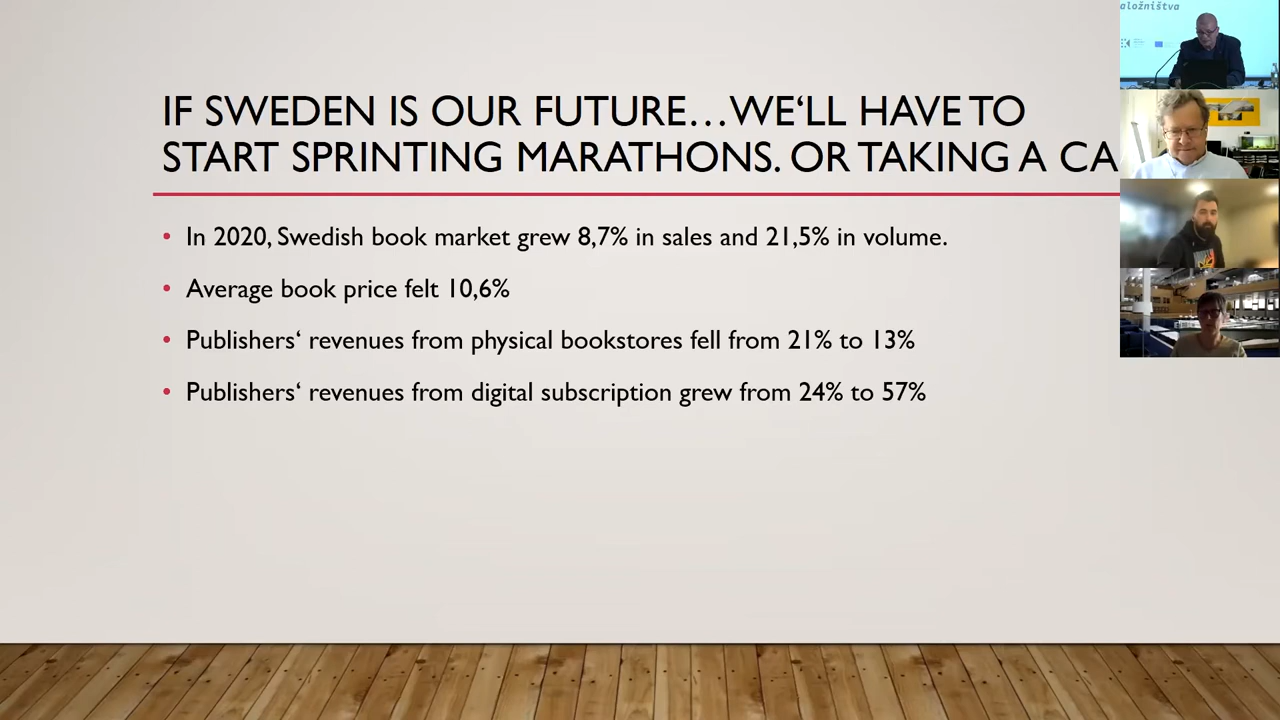 IF SWEDEN IS OUR FUTURE…WE‘LL HAVE TO
START SPRINTING MARATHONS. OR TAKING A CA
• In 2020, Swedish book market grew 8,7% in sales and 21,5% in volume.
• Average book price felt 10,6%
• Publishers‘ revenues from physical bookstores fell from 21% to 13%
• Publishers‘ revenues from digital subscription grew from 24% to 57%
aložništva